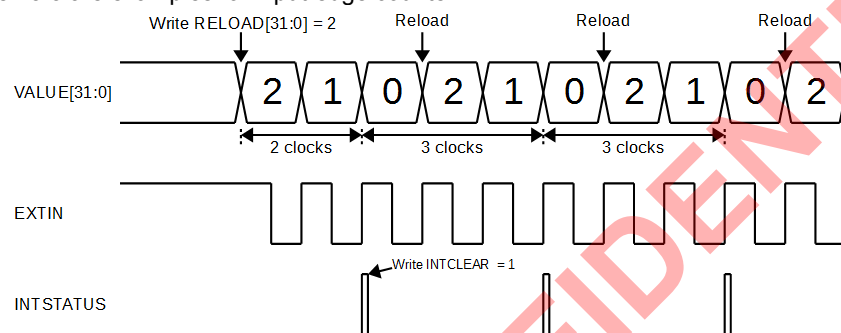 Write RELOAD[31:0] = 2
Reload
Reload
Reload
VALUE[31:0]
2 1 0 2 1 0 2 1 0 2
2 clocks
3 clocks
3 clocks
EXTIN
Write INTCLEAR = 1
INTSTATUS